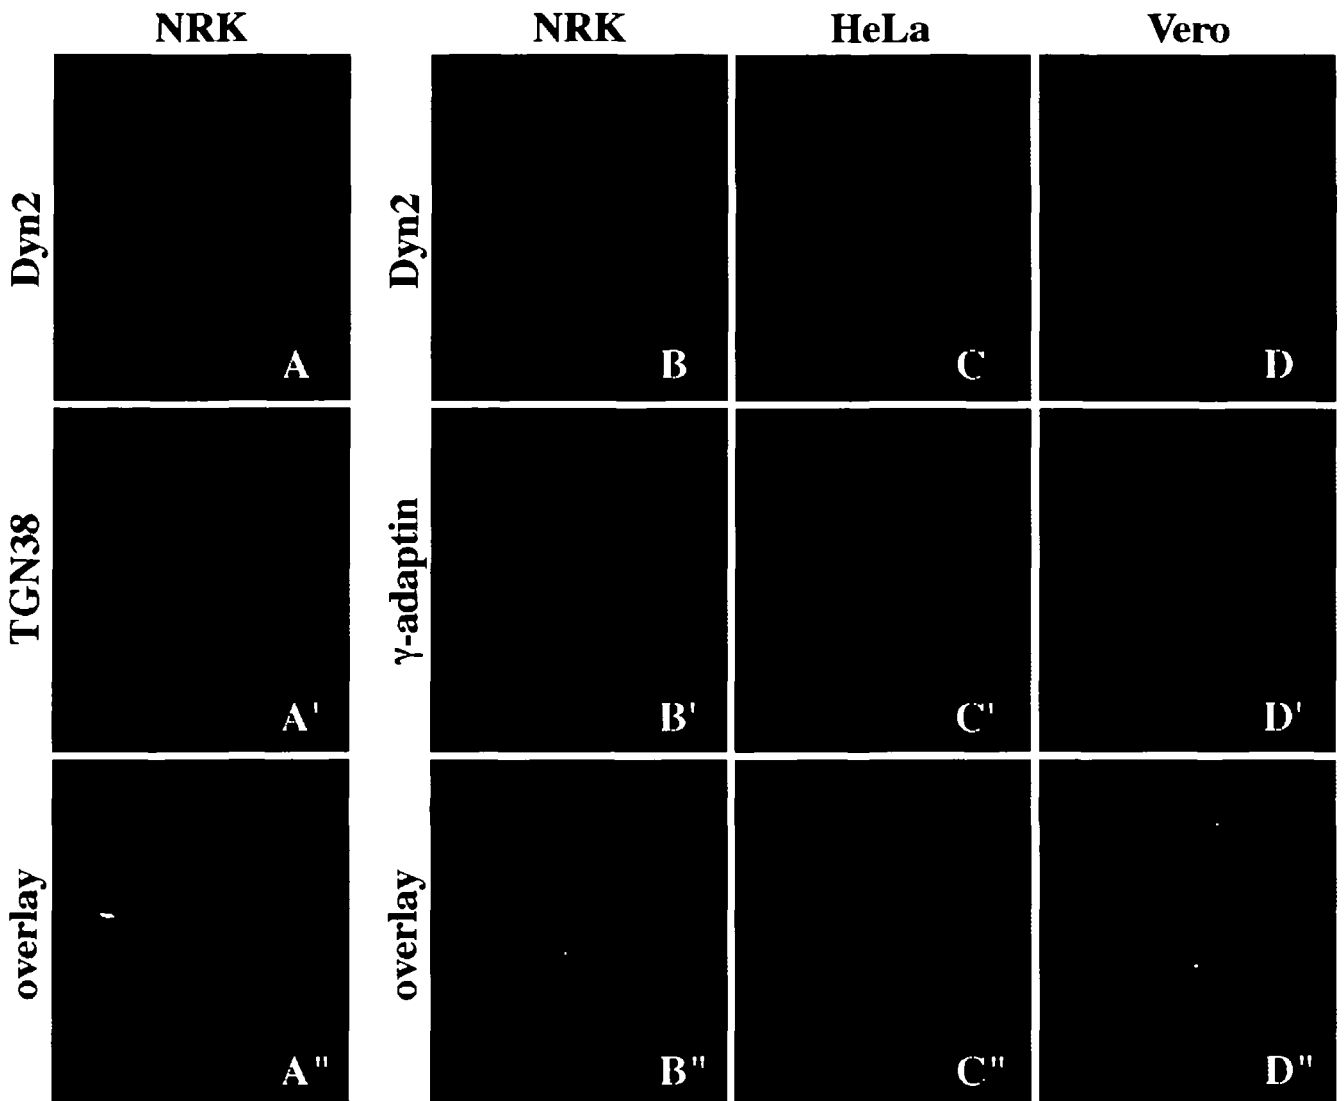 NRK NRK HeLa Vero
Dyn2 Dyn2
A B C D
TGN38 γ-adaptin
A' B' C' D'
overlay overlay
A" B" C" D"